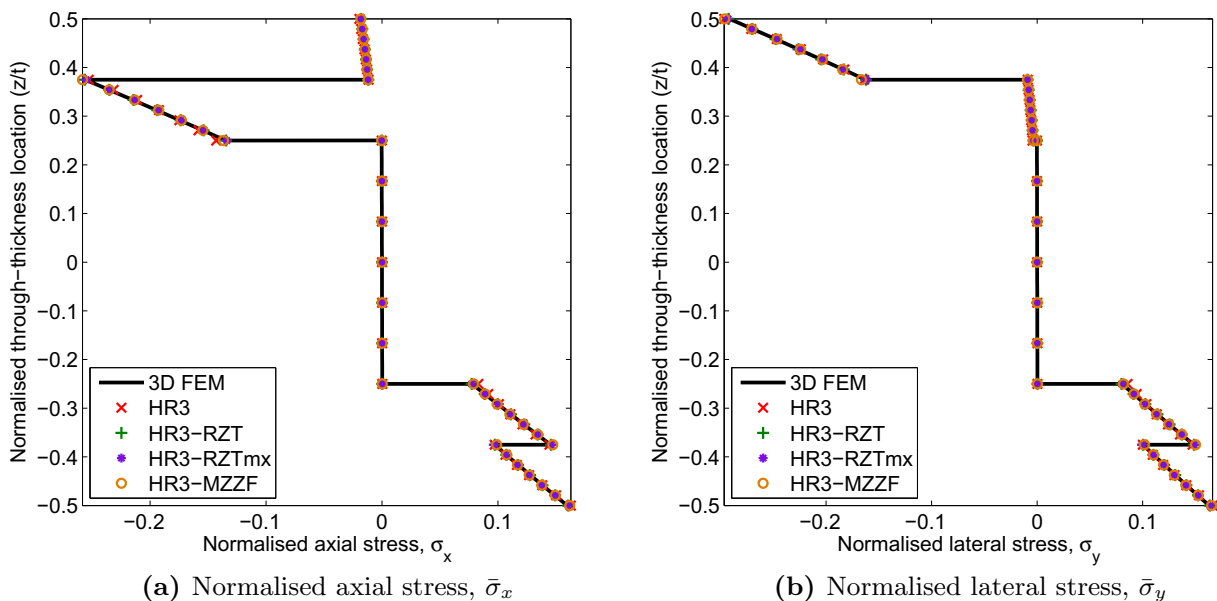 0.5
0.4
0.3
0.2
0.1
0
−0.1
−0.2
−0.3
−0.4
−0.5
Normalised through−thickness location (z/t)
3D FEM
HR3
HR3−RZT
HR3−RZTmx
HR3−MZZF
−0.2 −0.1 0 0.1
Normalised axial stress, σx
(a) Normalised axial stress, σ̄x
0.5
0.4
0.3
0.2
0.1
0
−0.1
−0.2
−0.3
−0.4
−0.5
Normalised through−thickness location (z/t)
3D FEM
HR3
HR3−RZT
HR3−RZTmx
HR3−MZZF
−0.2 −0.1 0 0.1
Normalised lateral stress, σy
(b) Normalised lateral stress, σ̄y